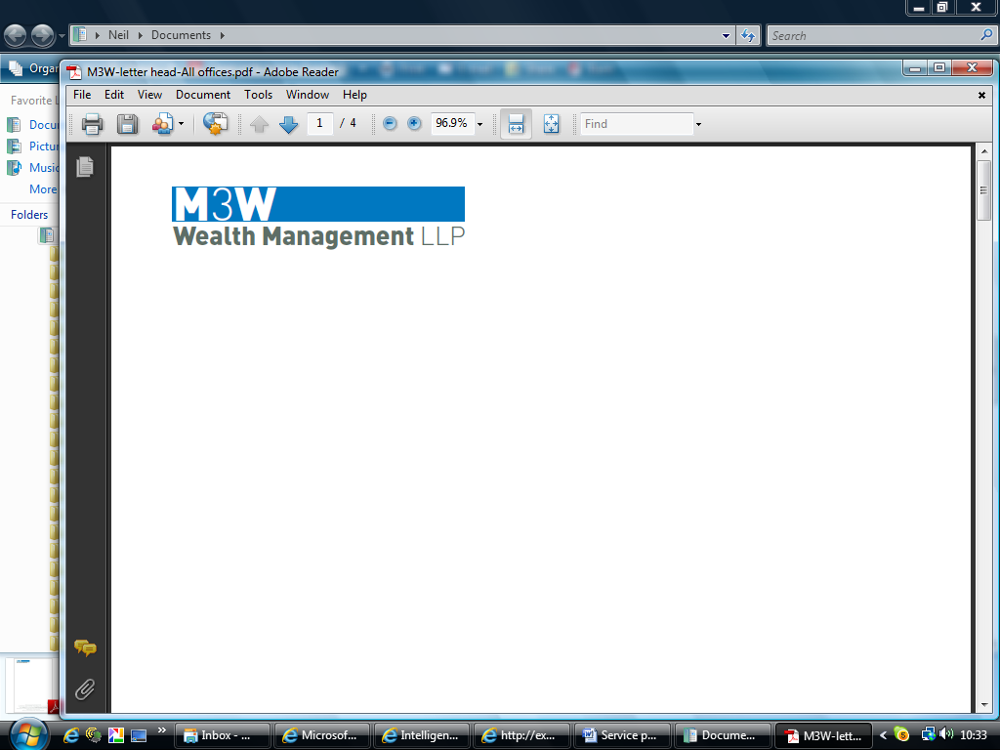 Neil Documents
Search
Organ
M3W-letter head-All offices.pdf - Adobe Reader
File Edit View Document Tools Window Help
1 / 4 96.9% Find
Favorite L
Docu
Pictur
Music
More
Folders
M3W
Wealth Management LLP
Inbox - ... Microsof... Intelligen... http://ex... Service p... Docume... M3W-lett... 10:33